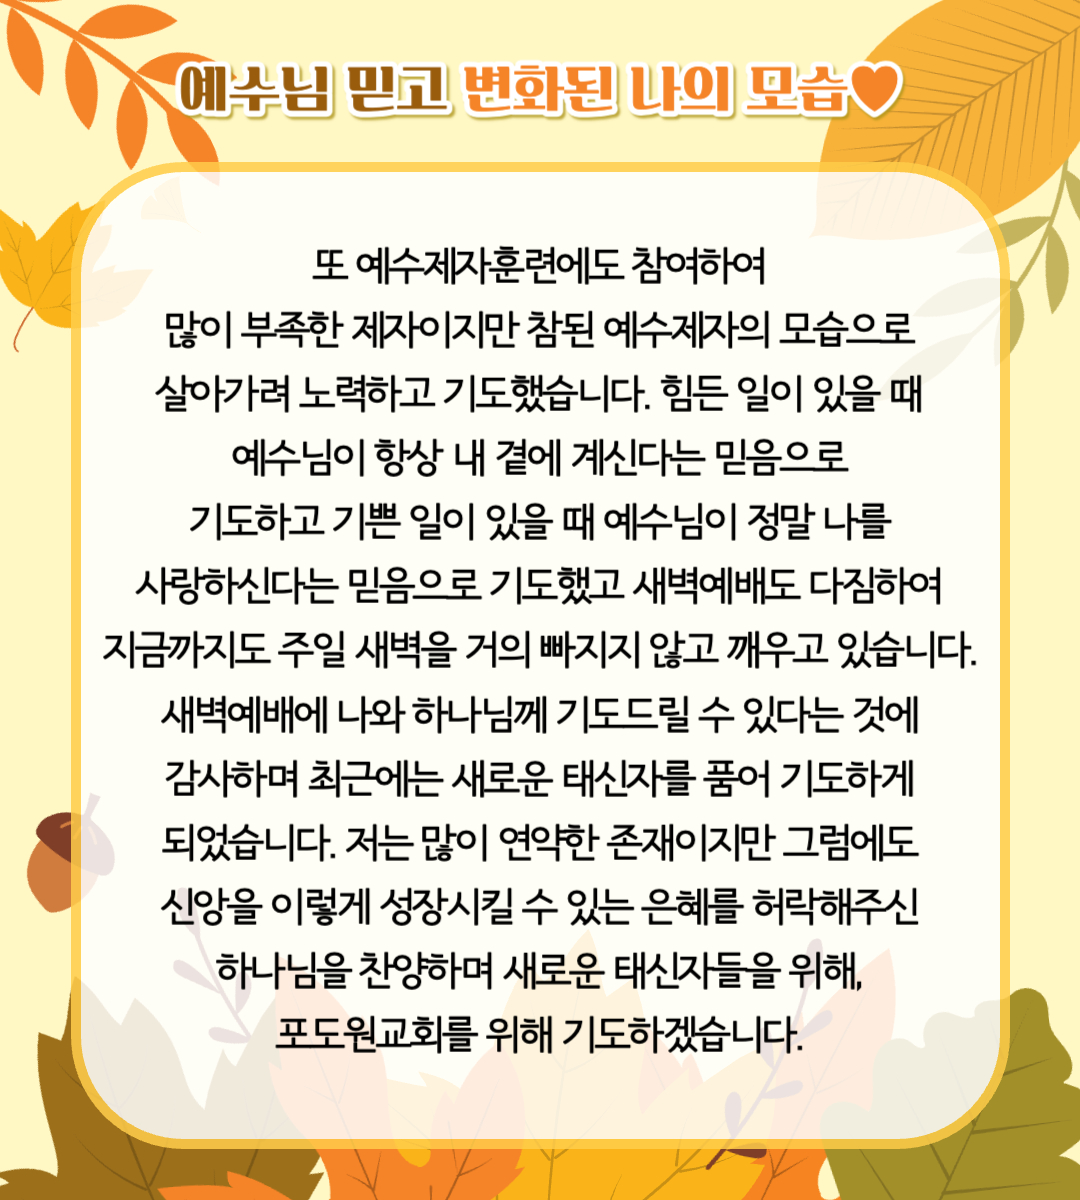 예수님 믿고 변화된 나의 모습♥
또 예수제자훈련에도 참여하여
많이 부족한 제자이지만 참된 예수제자의 모습으로
살아가려 노력하고 기도했습니다. 힘든 일이 있을 때
예수님이 항상 내 곁에 계신다는 믿음으로
기도하고 기쁜 일이 있을 때 예수님이 정말 나를
사랑하신다는 믿음으로 기도했고 새벽예배도 다짐하여
지금까지도 주일 새벽을 거의 빠지지 않고 깨우고 있습니다.
새벽예배에 나와 하나님께 기도드릴 수 있다는 것에
감사하며 최근에는 새로운 태신자를 품어 기도하게
되었습니다. 저는 많이 연약한 존재이지만 그럼에도
신앙을 이렇게 성장시킬 수 있는 은혜를 허락해주신
하나님을 찬양하며 새로운 태신자들을 위해,
포도원교회를 위해 기도하겠습니다.